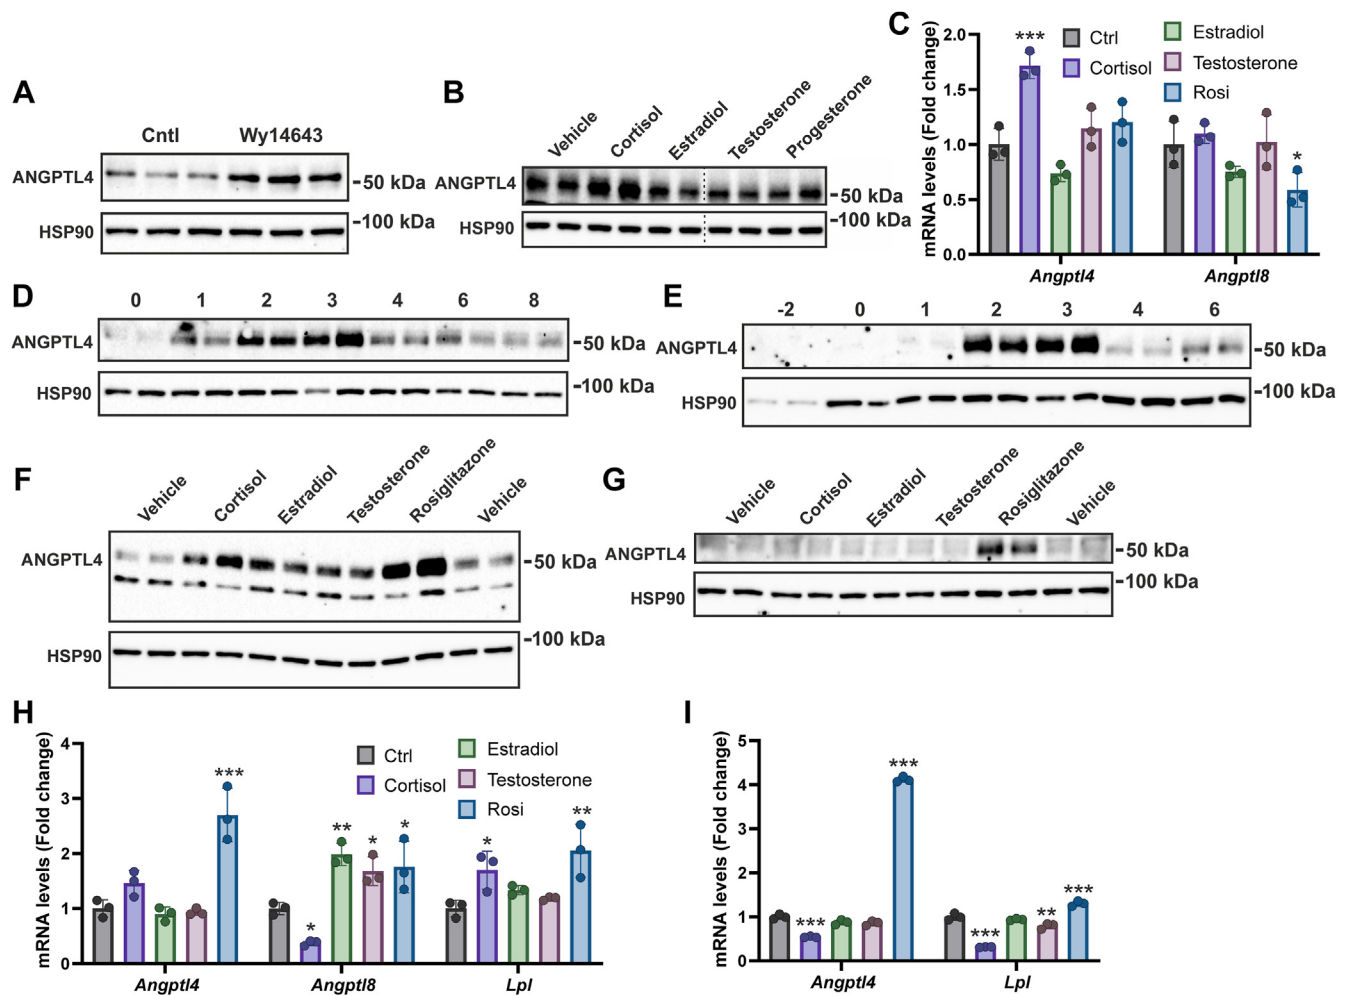 A
Cntl Wy14643
ANGPTL4
-50 kDa
HSP90
-100 kDa
B
Vehicle Cortisol Estradiol Testosterone Progesterone
ANGPTL4
-50 kDa
HSP90
-100 kDa
C
mRNA levels (Fold change)
2.0
1.5
1.0
0.5
0.0
***
*
Ctrl
Cortisol
Estradiol
Testosterone
Rosi
Angptl4 Angptl8
D
0 1 2 3 4 6 8
ANGPTL4
-50 kDa
HSP90
-100 kDa
E
-2 0 1 2 3 4 6
ANGPTL4
-50 kDa
HSP90
-100 kDa
F
Vehicle Cortisol Estradiol Testosterone Rosiglitazone Vehicle
ANGPTL4
-50 kDa
HSP90
-100 kDa
G
Vehicle Cortisol Estradiol Testosterone Rosiglitazone Vehicle
ANGPTL4
-50 kDa
HSP90
-100 kDa
H
mRNA levels (Fold change)
4
3
2
1
0
***
*
**
*
*
*
**
Ctrl
Cortisol
Estradiol
Testosterone
Rosi
Angptl4 Angptl8 Lpl
I
mRNA levels (Fold change)
5
4
3
2
1
0
***
***
***
**
***
Angptl4 Lpl